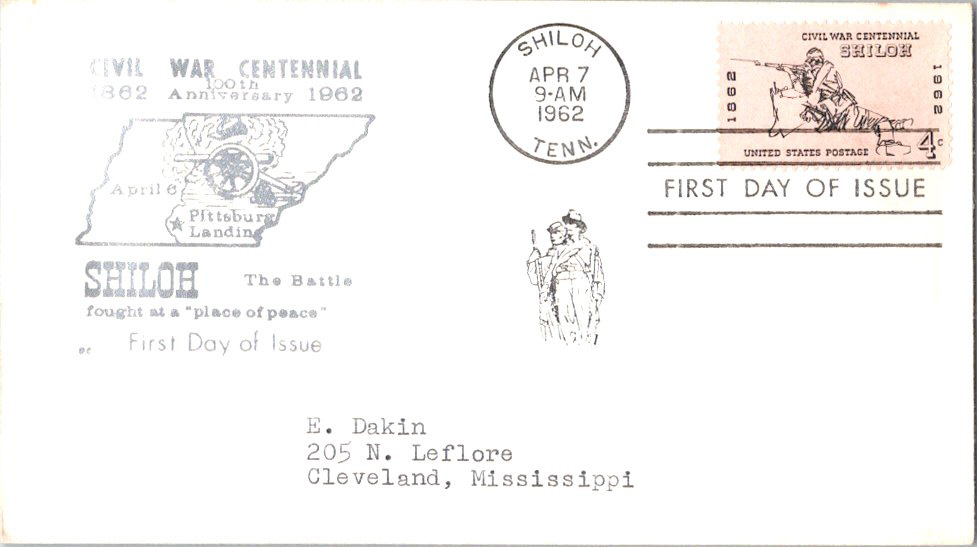 CIVIL WAR CENTENNIAL
100th
1862 Anniversary 1962
April 6
Pittsburg
Landing
SHILOH The Battle
fought at a "place of peace"
First Day of Issue
SHILOH
APR 7
9-AM
1962
TENN.
CIVIL WAR CENTENNIAL
SHILOH
1862
1962
UNITED STATES POSTAGE 4c
FIRST DAY OF ISSUE
E. Dakin
205 N. Leflore
Cleveland, Mississippi